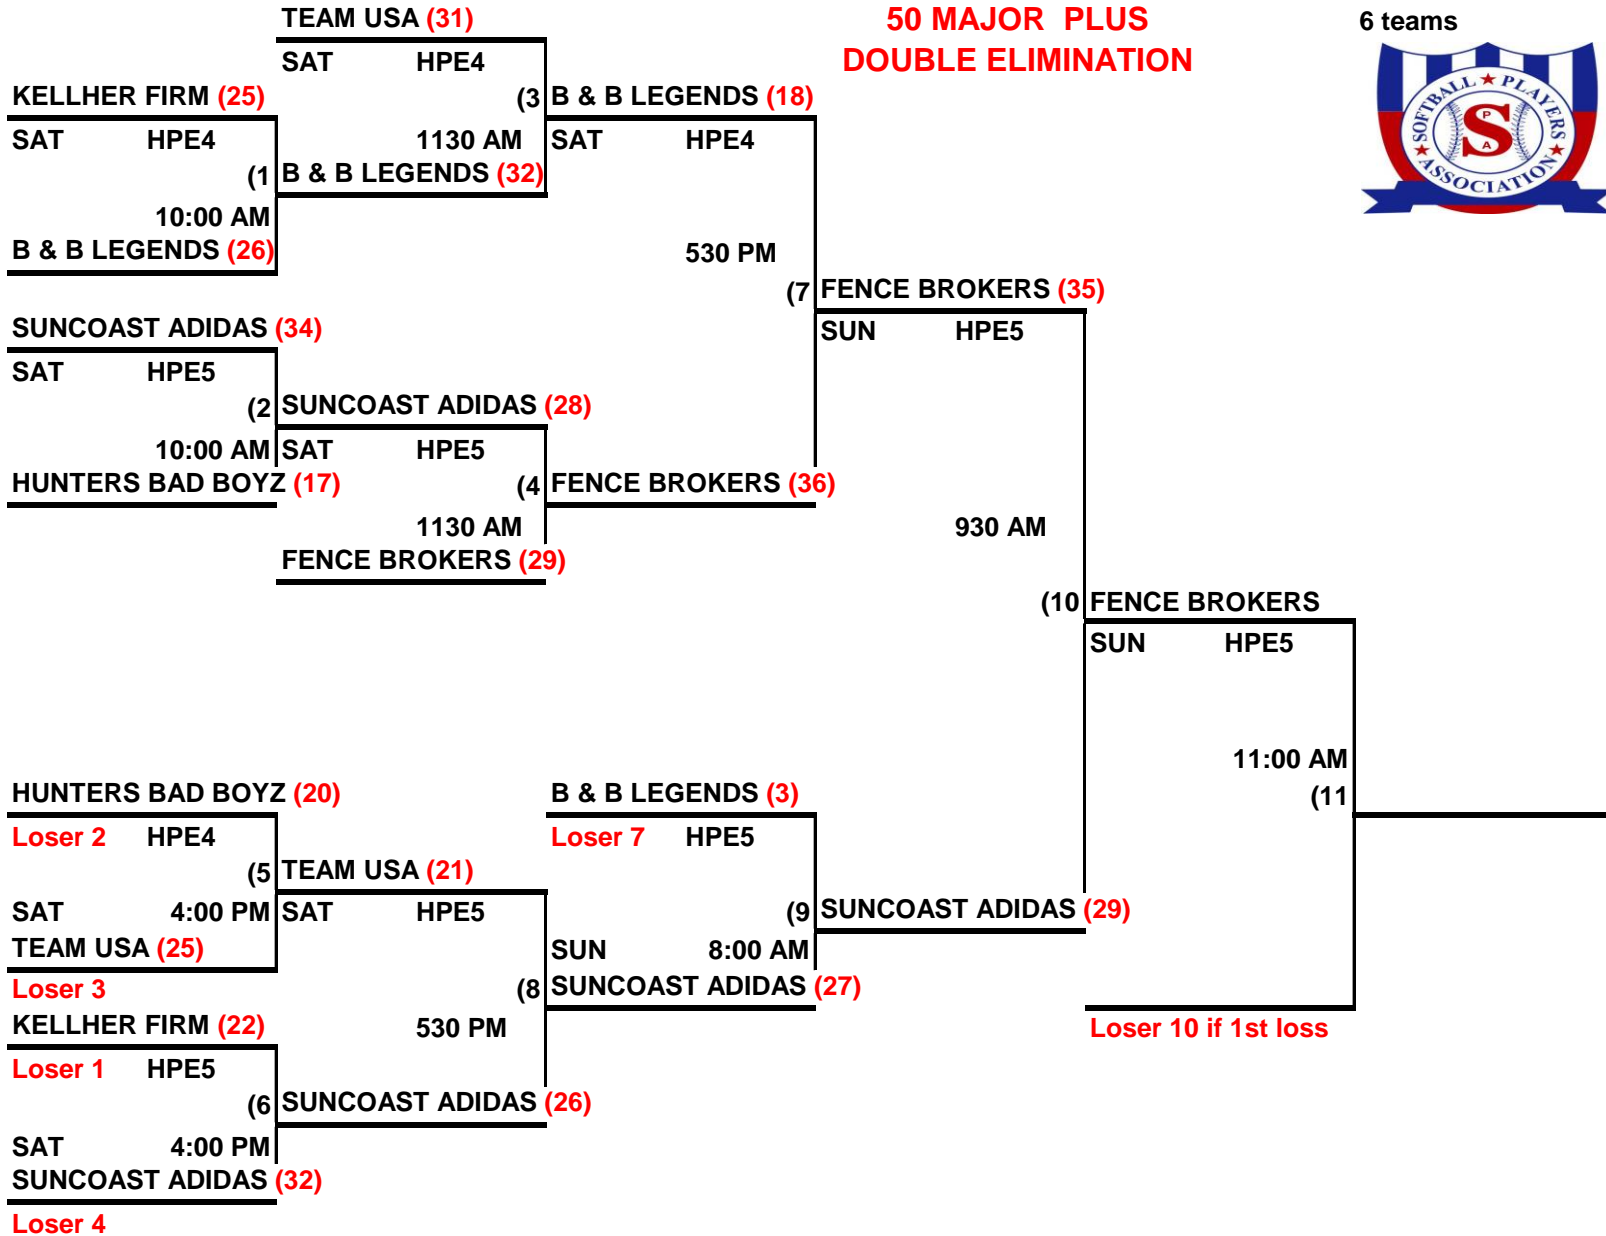 TEAM USA (31)
50 MAJOR  PLUS
DOUBLE ELIMINATION
6 teams
SOFTBALL ★ PLAYERS ★ ASSOCIATION ★
S
P
A
SAT HPE4
KELLHER FIRM (25)
(3 B & B LEGENDS (18)
SAT HPE4
1130 AM
SAT HPE4
(1 B & B LEGENDS (32)
10:00 AM
B & B LEGENDS (26)
530 PM
(7 FENCE BROKERS (35)
SUNCOAST ADIDAS (34)
SUN HPE5
SAT HPE5
(2 SUNCOAST ADIDAS (28)
10:00 AM
SAT HPE5
HUNTERS BAD BOYZ (17)
(4 FENCE BROKERS (36)
1130 AM
930 AM
FENCE BROKERS (29)
(10 FENCE BROKERS
SUN HPE5
11:00 AM
(11
HUNTERS BAD BOYZ (20)
B & B LEGENDS (3)
Loser 2 HPE4
Loser 7 HPE5
(5 TEAM USA (21)
SAT 4:00 PM
SAT HPE5
(9 SUNCOAST ADIDAS (29)
TEAM USA (25)
SUN 8:00 AM
Loser 3
(8 SUNCOAST ADIDAS (27)
KELLHER FIRM (22)
530 PM
Loser 10 if 1st loss
Loser 1 HPE5
(6 SUNCOAST ADIDAS (26)
SAT 4:00 PM
SUNCOAST ADIDAS (32)
Loser 4